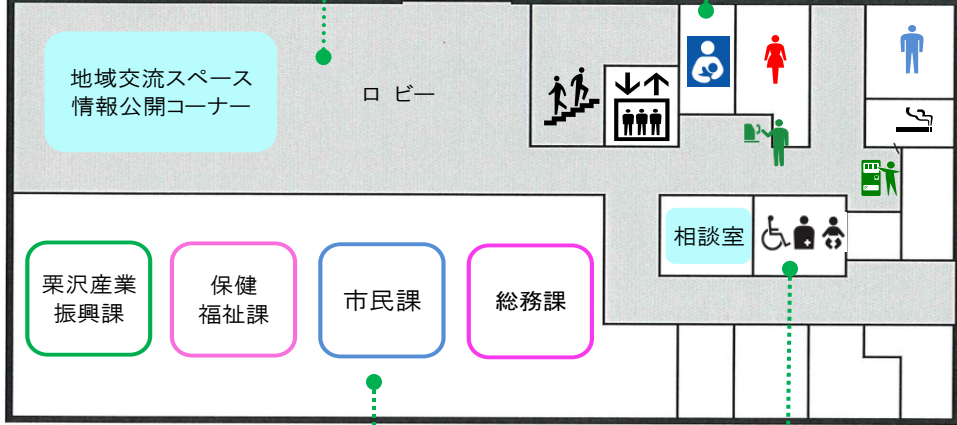 地域交流スペース
情報公開コーナー
ロビー
相談室
栗沢産業
振興課
保健
福祉課
市民課
総務課